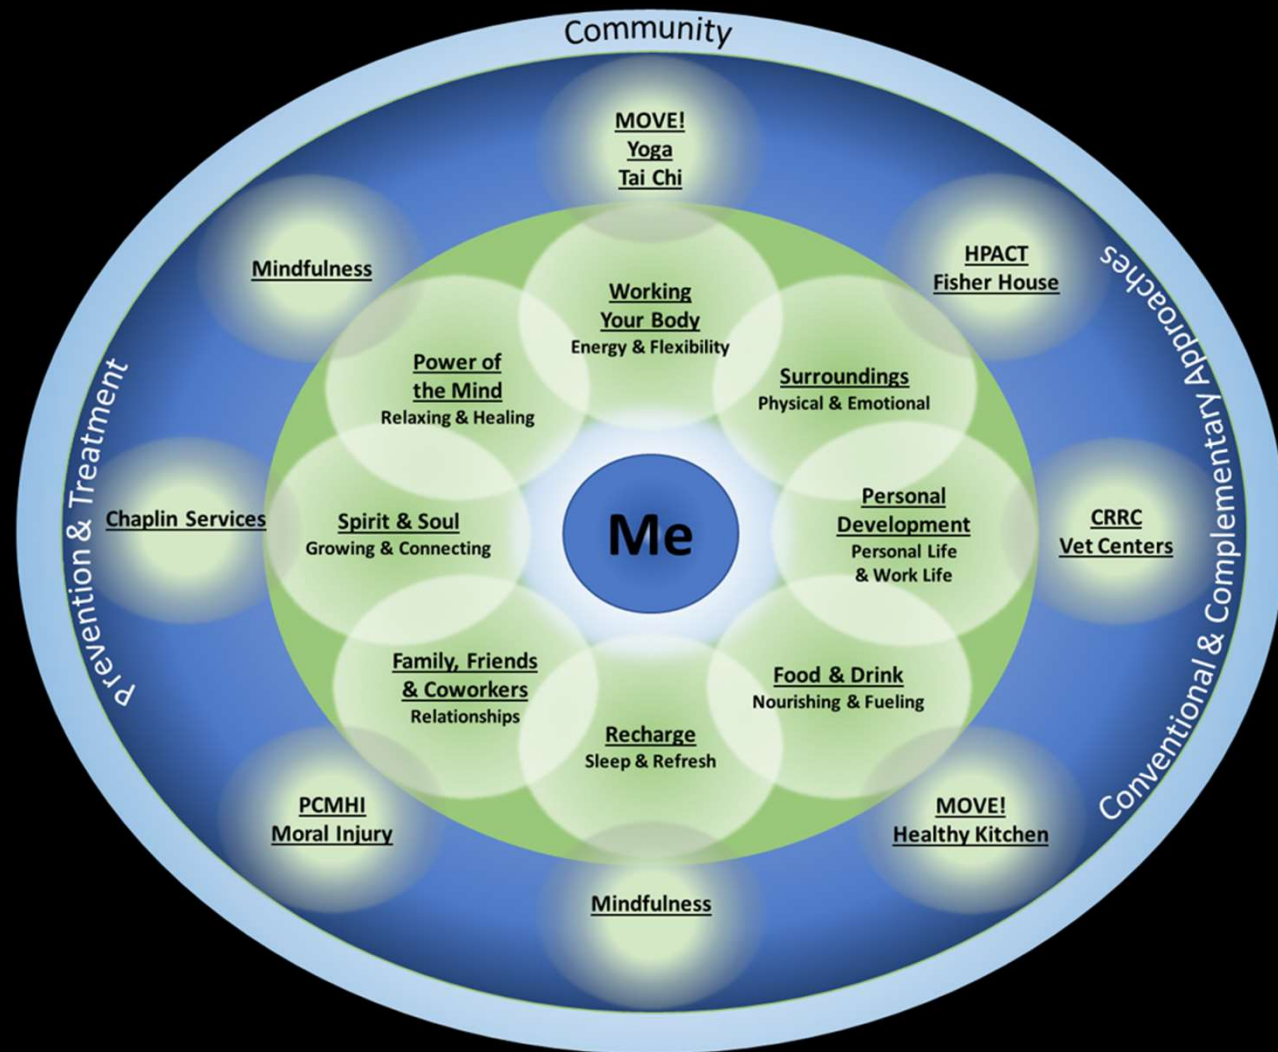 Community
MOVE!
Yoga
Tai Chi
Mindfulness
HPACT
Fisher House
Working
Your Body
Energy & Flexibility
Power of
the Mind
Relaxing & Healing
Surroundings
Physical & Emotional
Prevention & Treatment
Conventional & Complementary Approaches
Chaplin Services
Spirit & Soul
Growing & Connecting
Me
Personal
Development
Personal Life
& Work Life
CRRC
Vet Centers
Family, Friends
& Coworkers
Relationships
Food & Drink
Nourishing & Fueling
Recharge
Sleep & Refresh
PCMHI
Moral Injury
MOVE!
Healthy Kitchen
Mindfulness